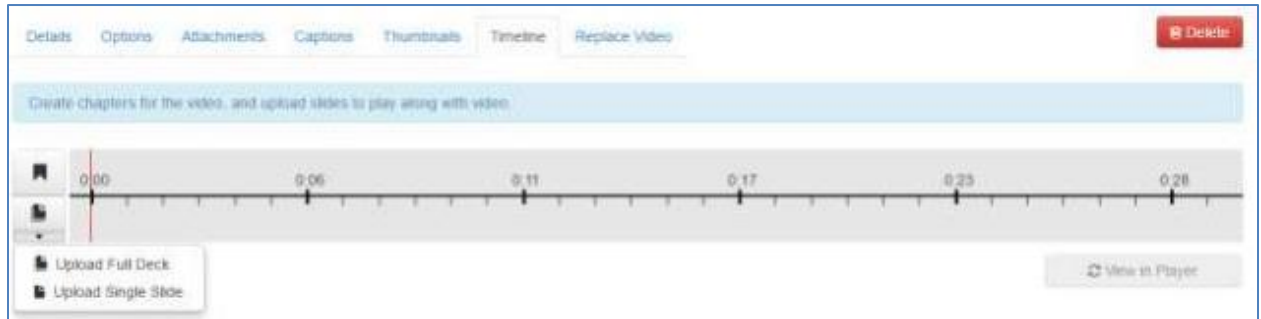 Details Options Attachments Captions Thumbnails Timeline Replace Video Delete
Create chapters for the video, and upload slides to play along with video.
0:00 0:06 0:11 0:17 0:23 0:28
Upload Full Deck
Upload Single Slide
View in Player